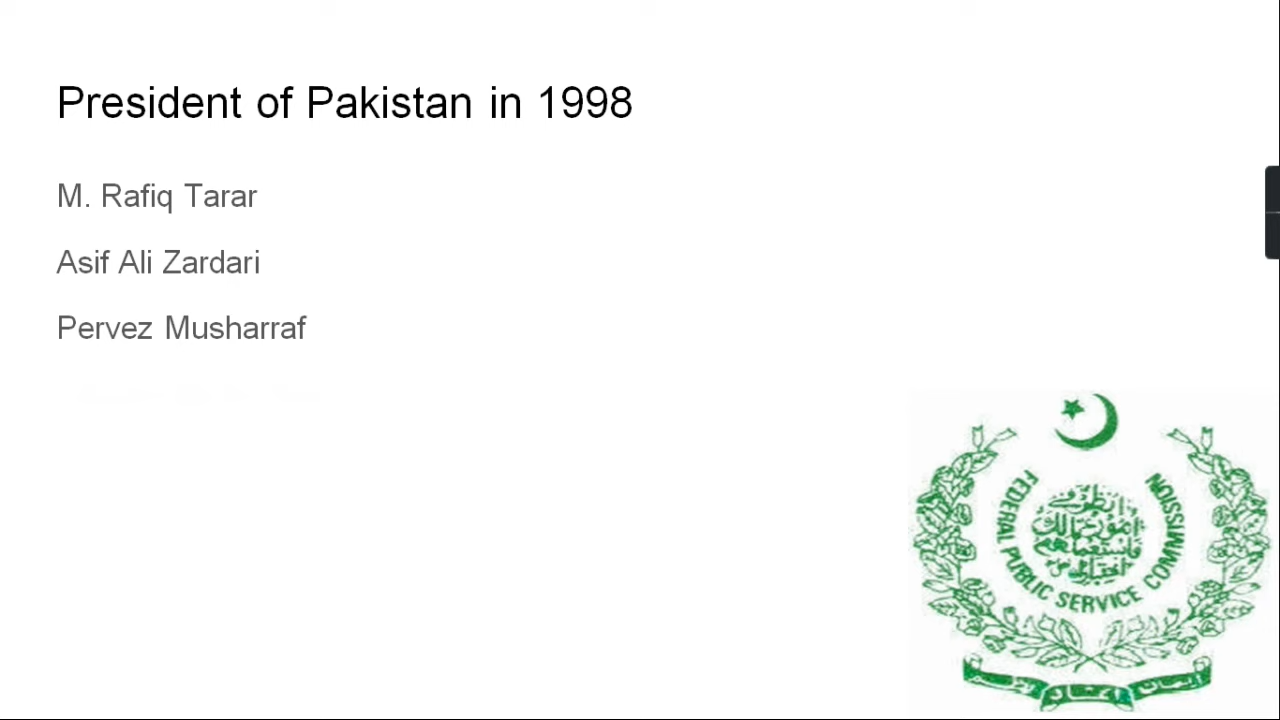 President of Pakistan in 1998
M. Rafiq Tarar
Asif Ali Zardari
Pervez Musharraf
FEDERAL PUBLIC SERVICE COMMISSION